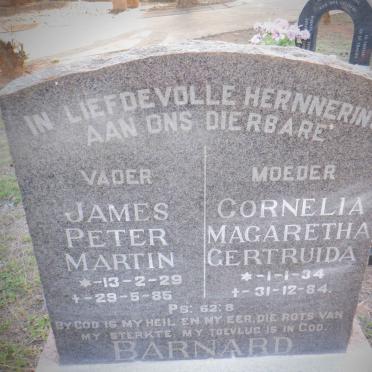 IN LIEFDEVOLLE HERNNERING
AAN ONS DIERBARE
VADER
JAMES
PETER
MARTIN
*-13-2-29
+-29-5-85
MOEDER
CORNELIA
MAGARETHA
GERTRUIDA
*-1-1-34
+-31-12-84.
PS: 62:8
BY GOD IS MY HEIL EN MY EER, DIE ROTS VAN
MY STERKTE MY TOEVLUG IS IN GOD.
BARNARD